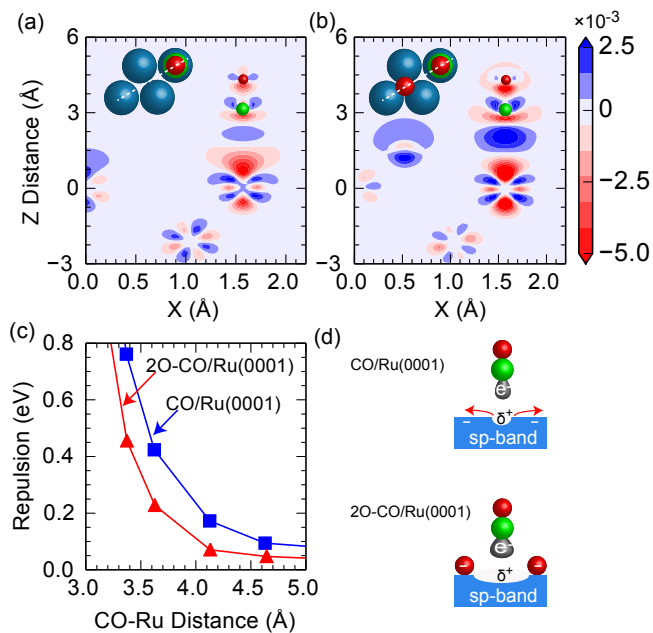 (a)
(b)
×10⁻³
6
3
0
−3
Z Distance (Å)
0.0 0.5 1.0 1.5 2.0
X (Å)
0.0 0.5 1.0 1.5 2.0
X (Å)
2.5
0
−2.5
−5.0
(c)
0.8
0.6
0.4
0.2
0.0
Repulsion (eV)
2O-CO/Ru(0001)
CO/Ru(0001)
3.0 3.5 4.0 4.5 5.0
CO-Ru Distance (Å)
(d)
CO/Ru(0001)
e-
δ⁺
− −
sp-band
2O-CO/Ru(0001)
e-
− δ⁺ −
sp-band